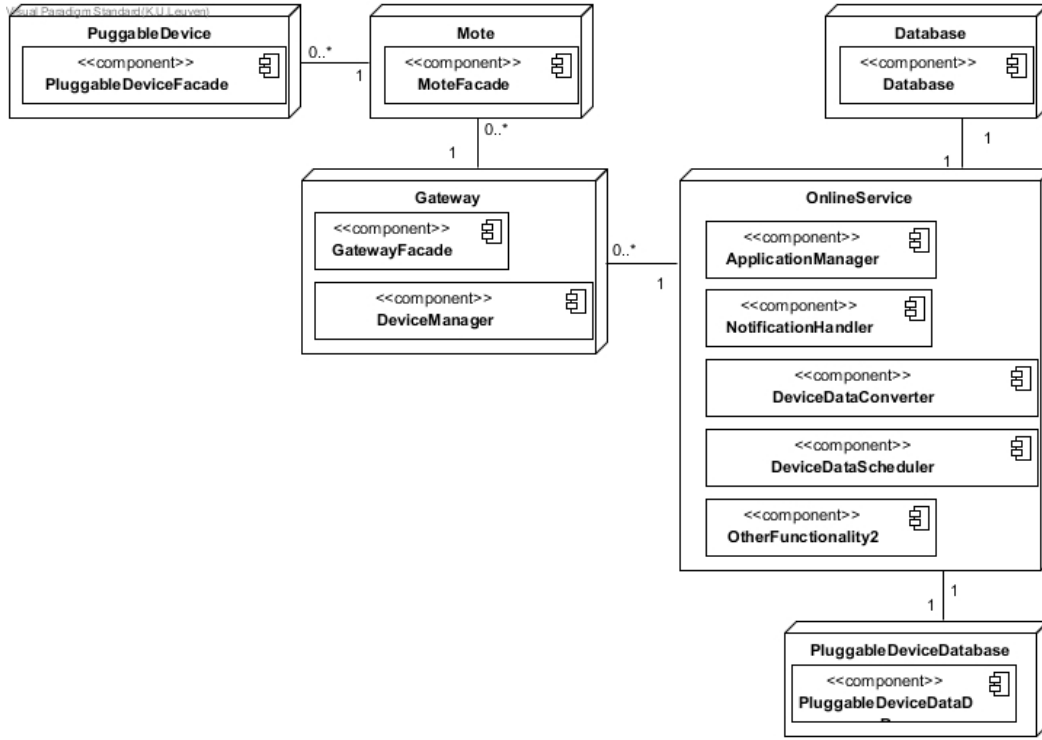 Visual Paradigm Standard(K.U.Leuven)
PuggableDevice
<<component>>
PluggableDeviceFacade
0..*
1
Mote
<<component>>
MoteFacade
0..*
1
Database
<<component>>
Database
1
1
Gateway
<<component>>
GatewayFacade
<<component>>
DeviceManager
0..*
1
OnlineService
<<component>>
ApplicationManager
<<component>>
NotificationHandler
<<component>>
DeviceDataConverter
<<component>>
DeviceDataScheduler
<<component>>
OtherFunctionality2
1
1
PluggableDeviceDatabase
<<component>>
PluggableDeviceDataD